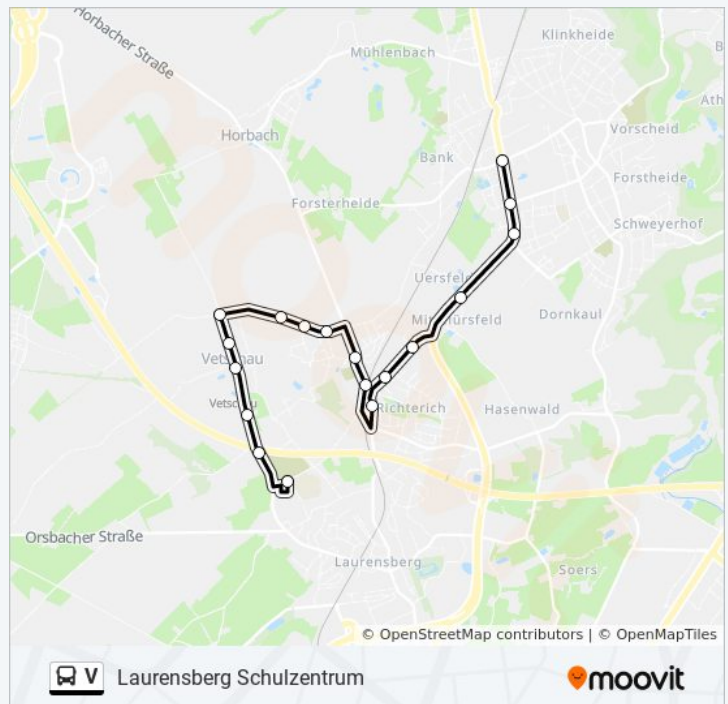 Horbacher Straße
Mühlenbach
Klinkheide
Horbach
Bank
Vorscheid
Forstheide
Forsterheide
Schweyerhof
Uersfeld
Dornkaul
Vetschau
Vetschau
Richterich
Hasenwald
Orsbacher Straße
Laurensberg
Soers
© OpenStreetMap contributors | © OpenMapTiles
V Laurensberg Schulzentrum
moovit